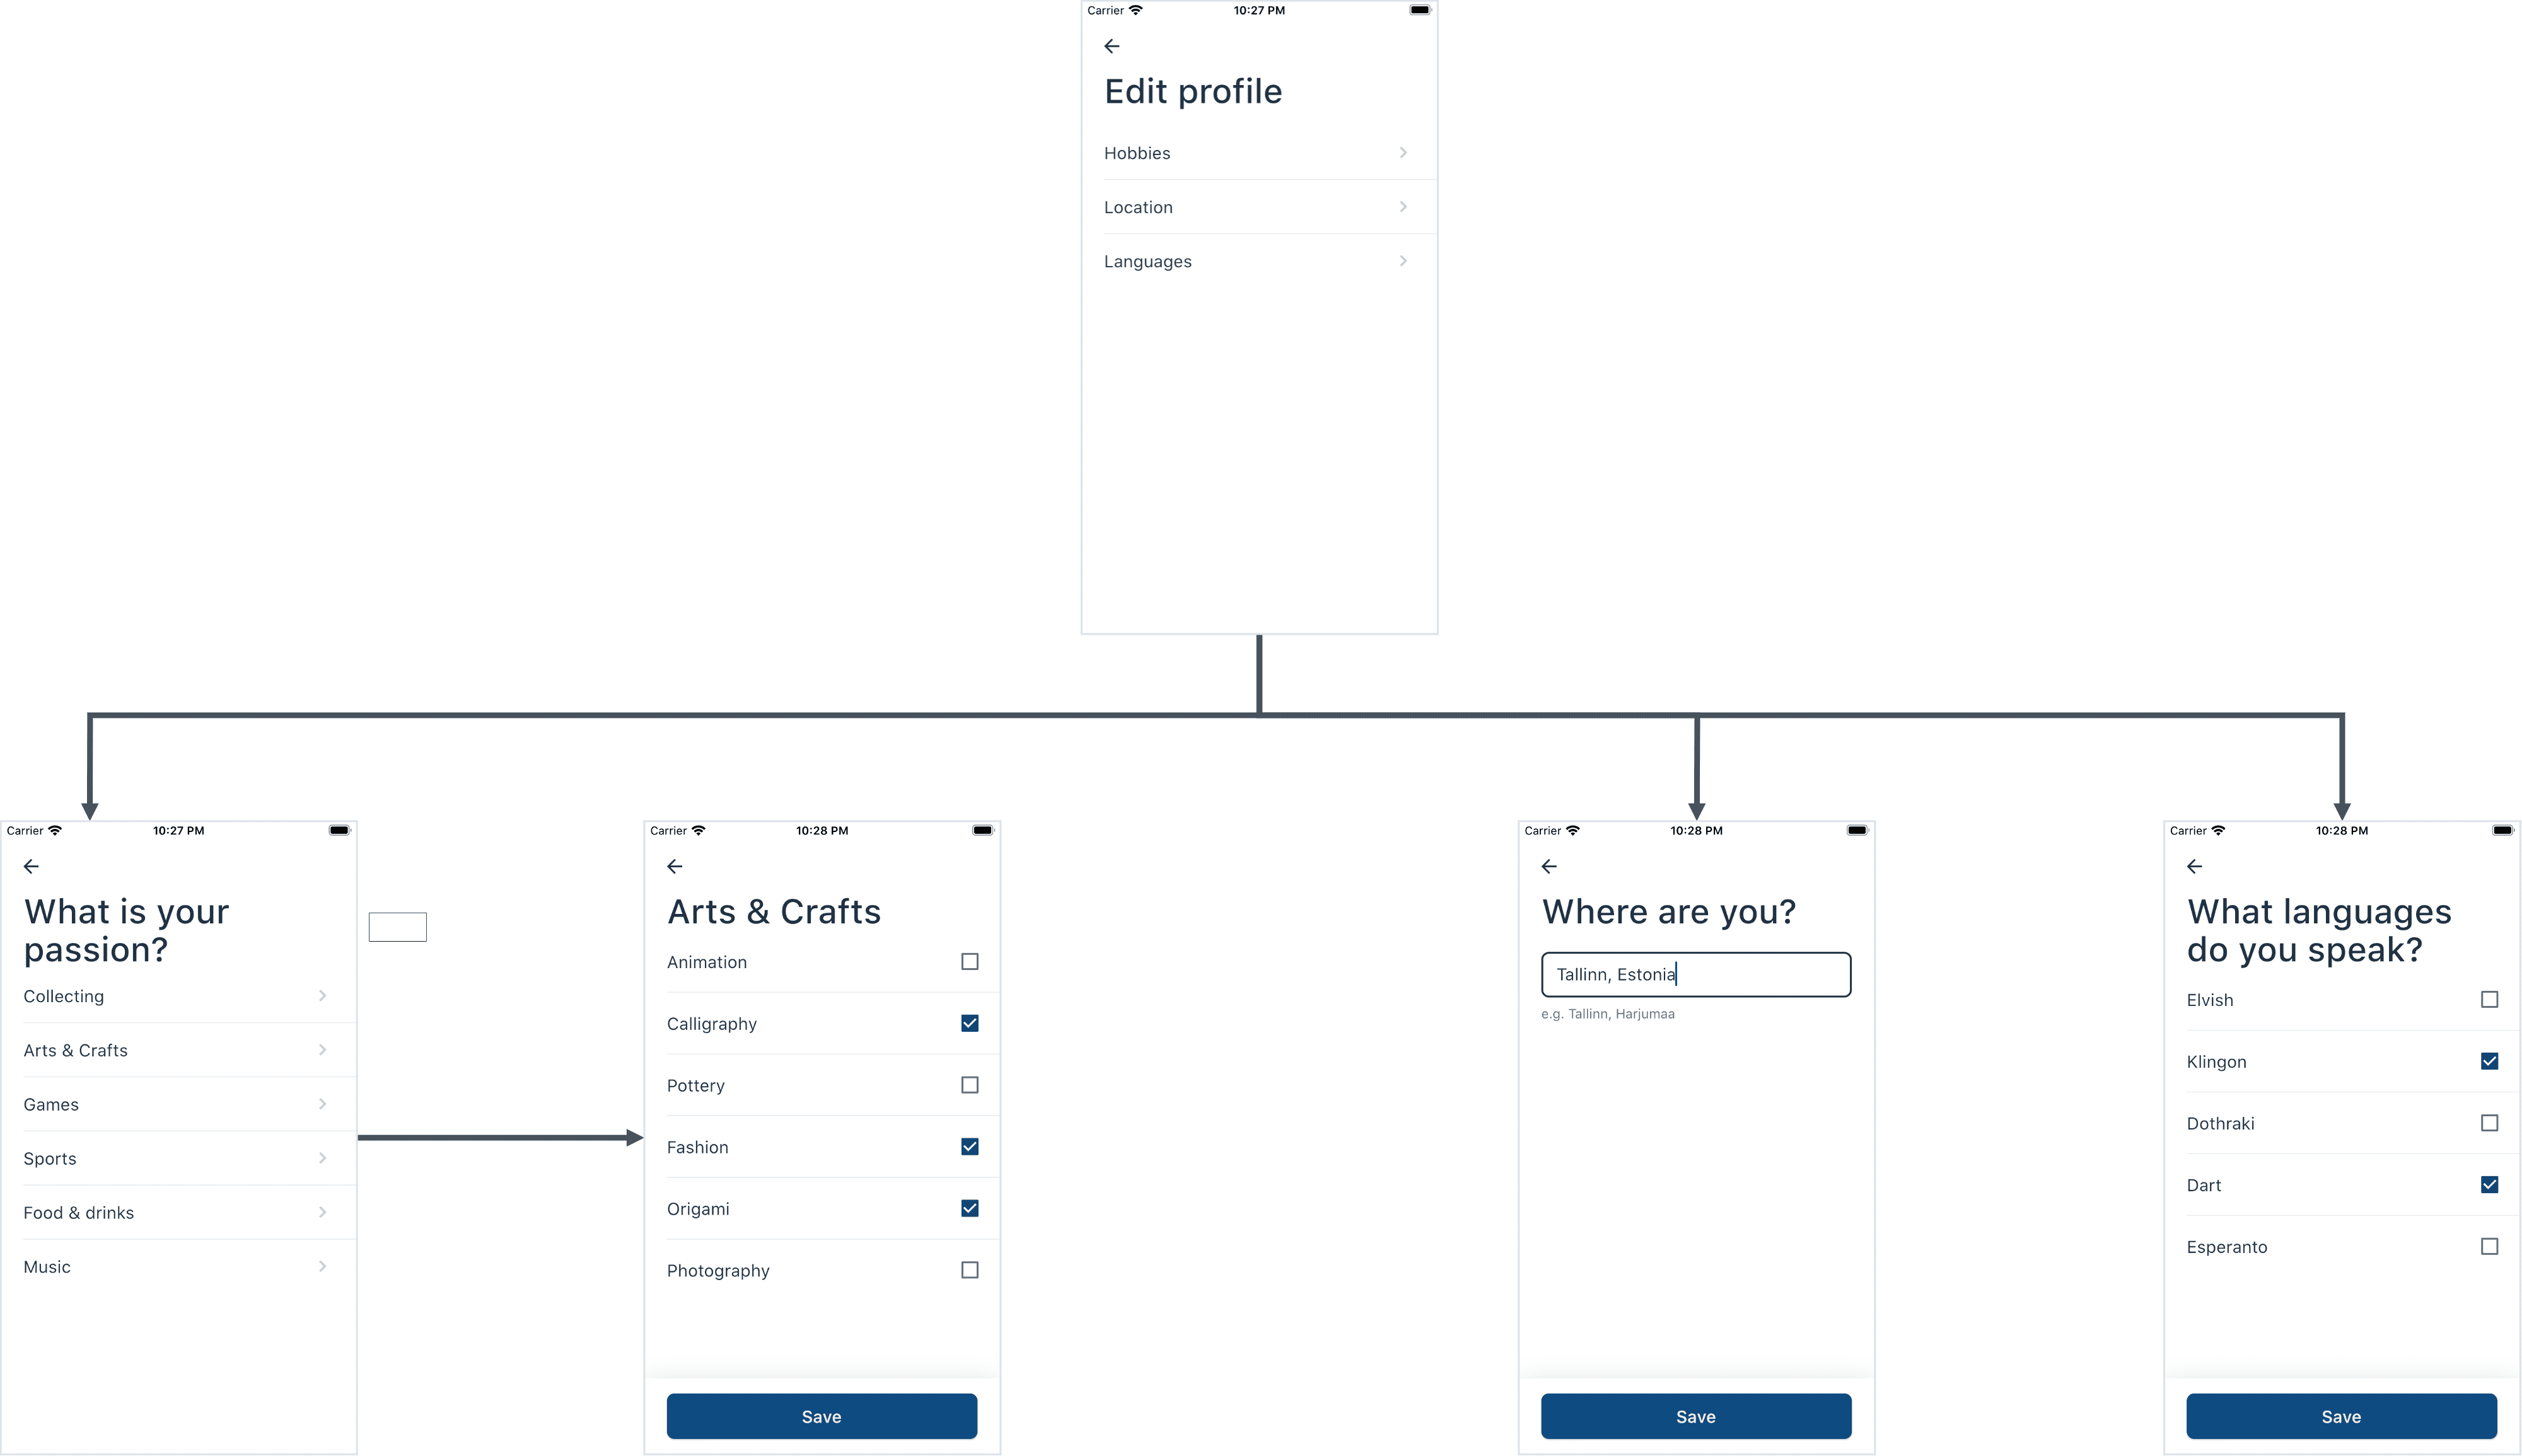 Carrier 10:27 PM
Edit profile
Hobbies
Location
Languages
Carrier 10:27 PM
What is your
passion?
Collecting
Arts & Crafts
Games
Sports
Food & drinks
Music
Carrier 10:28 PM
Arts & Crafts
Animation
Calligraphy
Pottery
Fashion
Origami
Photography
Save
Carrier 10:28 PM
Where are you?
Tallinn, Estonia
e.g. Tallinn, Harjumaa
Save
Carrier 10:28 PM
What languages
do you speak?
Elvish
Klingon
Dothraki
Dart
Esperanto
Save